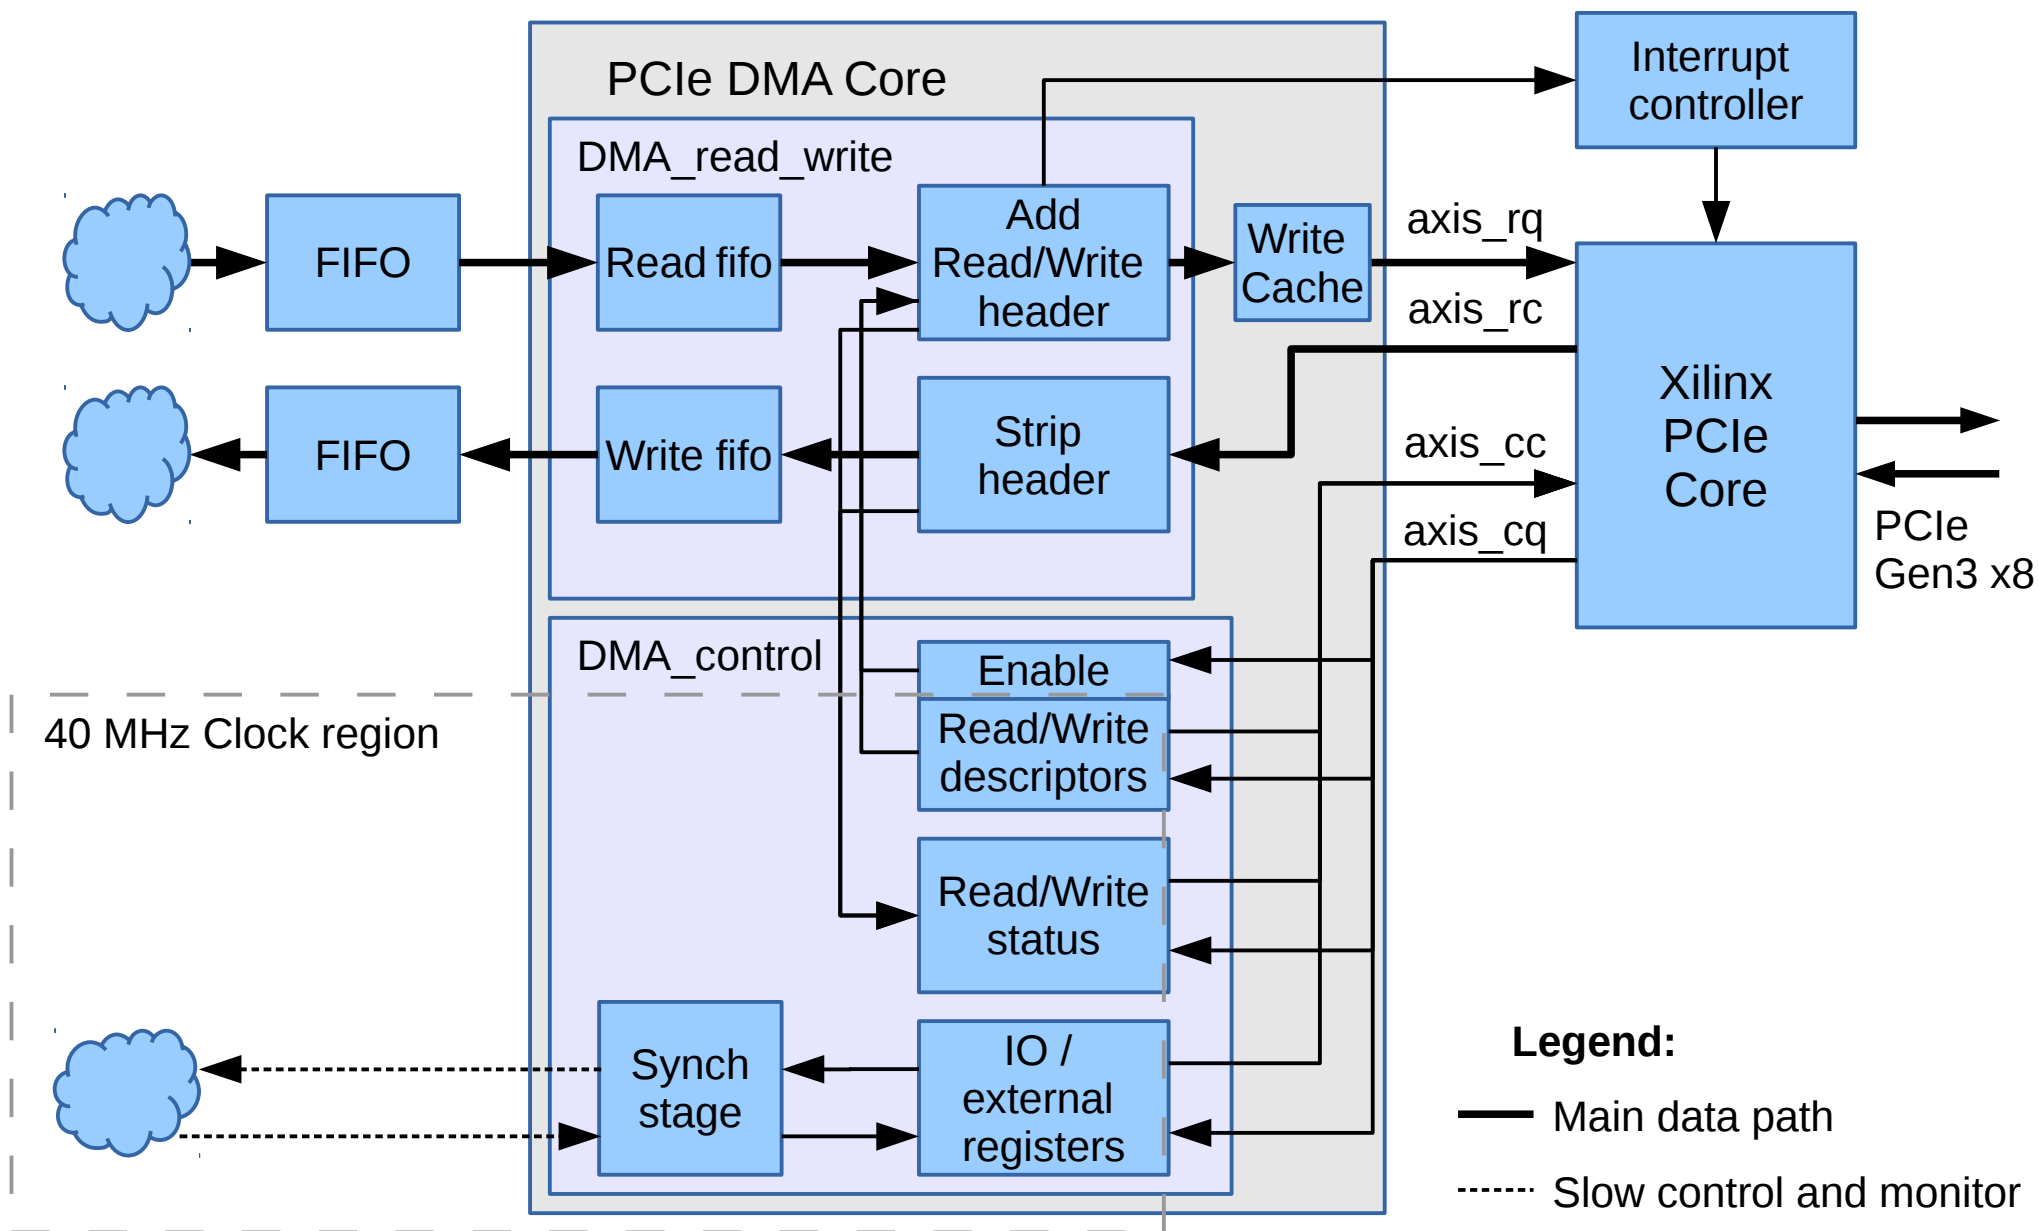 PCIe DMA Core
Interrupt
controller
DMA_read_write
FIFO
Read fifo
Add
Read/Write
header
Write
Cache
axis_rq
axis_rc
FIFO
Write fifo
Strip
header
axis_cc
axis_cq
Xilinx
PCIe
Core
PCIe
Gen3 x8
DMA_control
Enable
40 MHz Clock region
Read/Write
descriptors
Read/Write
status
Synch
stage
IO /
external
registers
Legend:
Main data path
Slow control and monitor